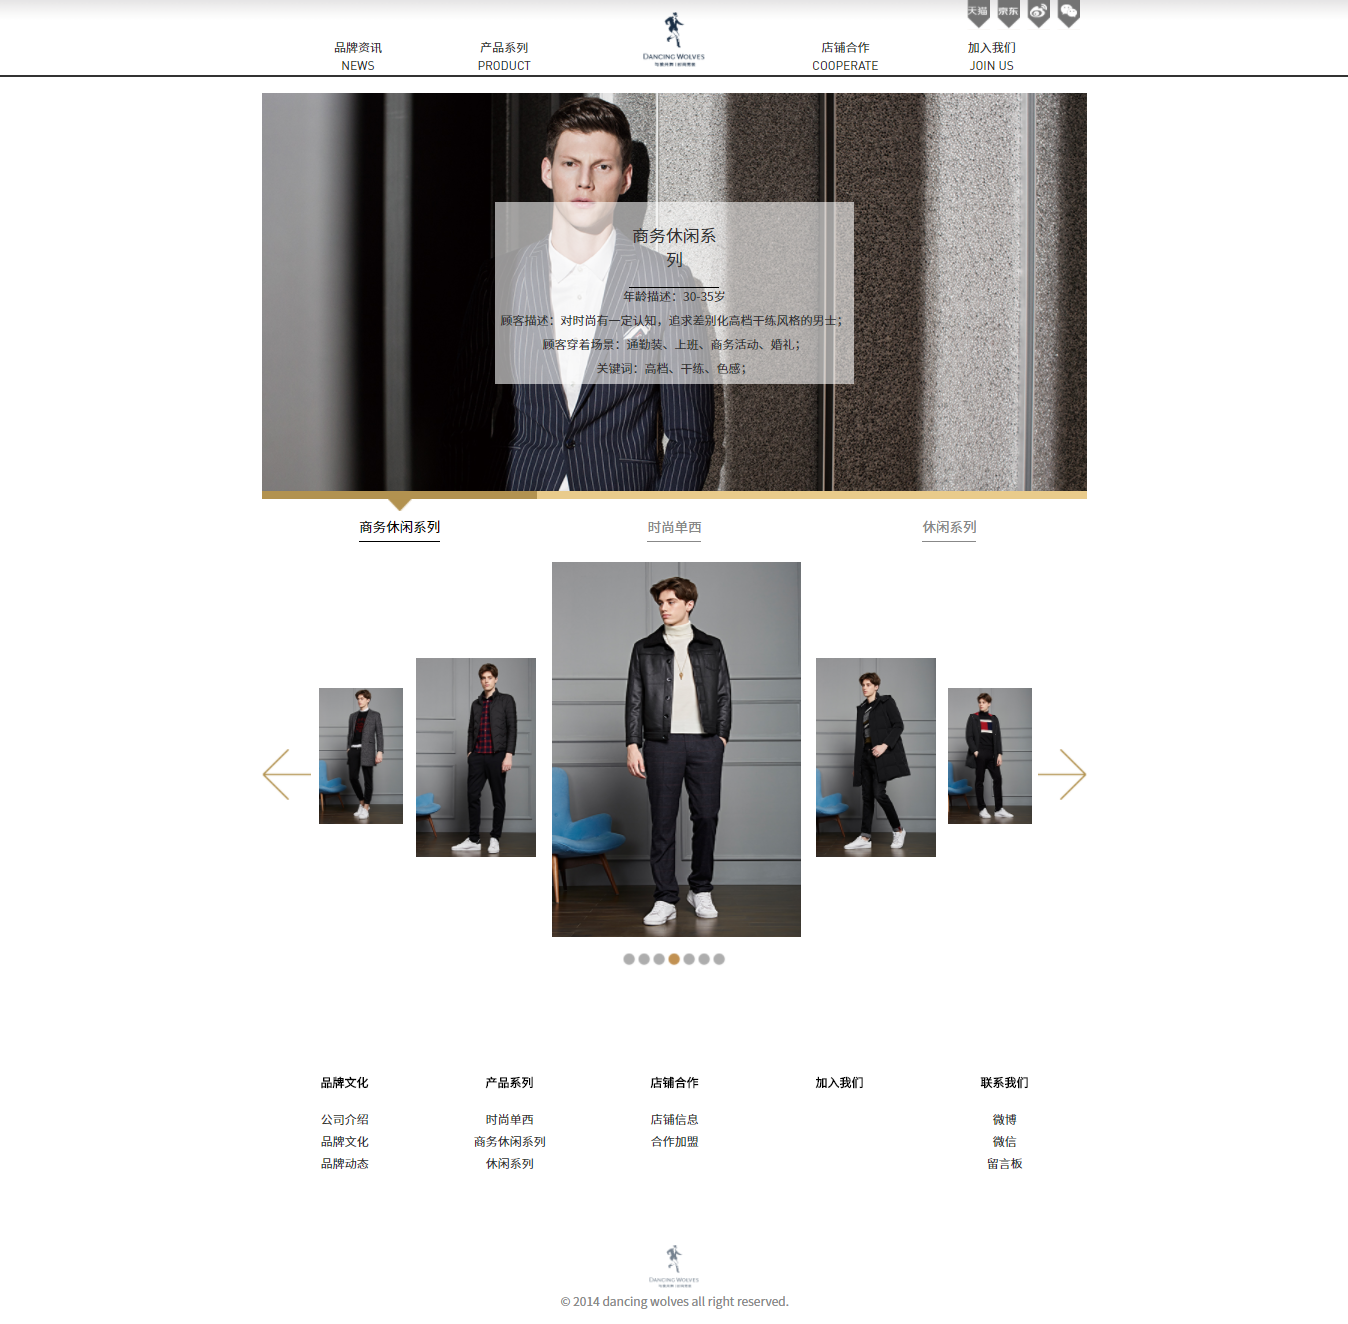 天猫 京东
品牌资讯 产品系列 店铺合作 加入我们
NEWS PRODUCT COOPERATE JOIN US
DANCING WOLVES
商务休闲系
列
年龄描述：30-35岁
顾客描述：对时尚有一定认知，追求差别化高档干练风格的男士；
顾客穿着场景：通勤装、上班、商务活动、婚礼；
关键词：高档、干练、色感；
商务休闲系列 时尚单西 休闲系列
品牌文化 产品系列 店铺合作 加入我们 联系我们
公司介绍 时尚单西 店铺信息 微博
品牌文化 商务休闲系列 合作加盟 微信
品牌动态 休闲系列 留言板
DANCING WOLVES
© 2014 dancing wolves all right reserved.